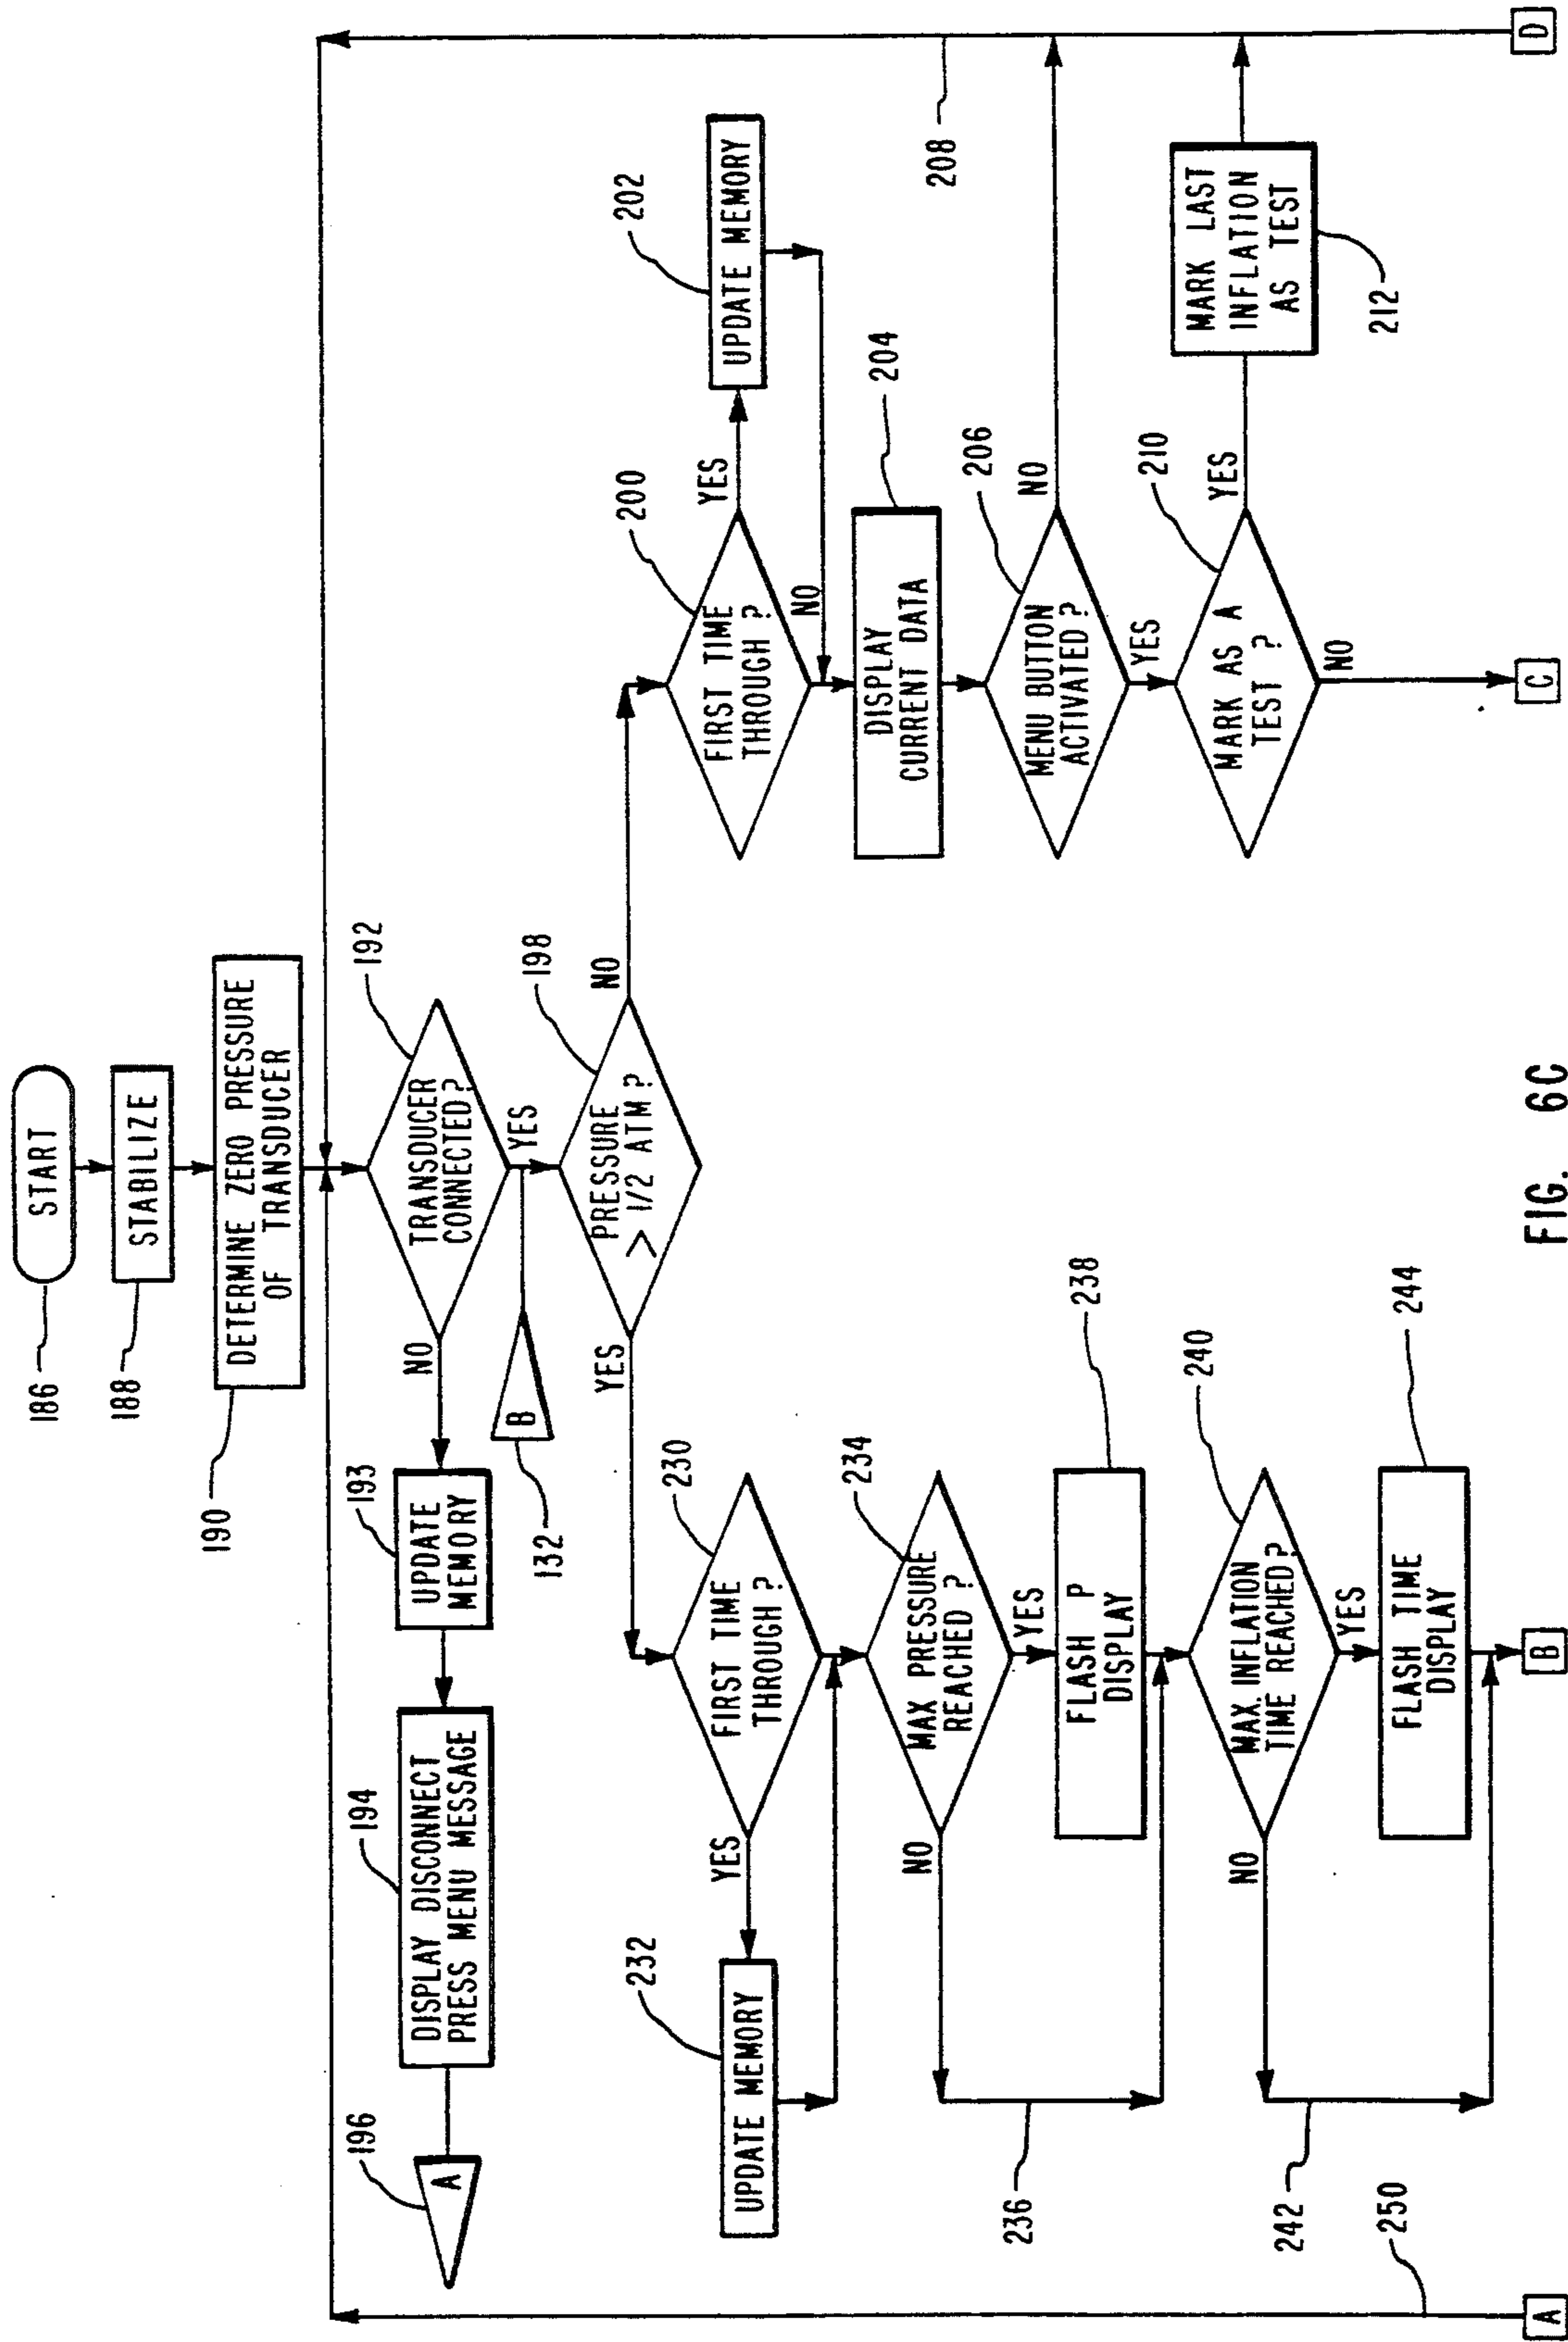 START
186
STABILIZE
188
DETERMINE ZERO PRESSURE
OF TRANSDUCER
190
TRANSDUCER
CONNECTED?
192
NO
YES
UPDATE
MEMORY
193
DISPLAY DISCONNECT
PRESS MENU MESSAGE
194
A
196
B
132
PRESSURE
> 1/2 ATM ?
198
YES
NO
FIRST TIME
THROUGH ?
230
YES
UPDATE MEMORY
232
MAX PRESSURE
REACHED ?
234
NO
YES
236
FLASH P
DISPLAY
238
MAX. INFLATION
TIME REACHED?
240
NO
YES
242
FLASH TIME
DISPLAY
244
250
A
B
FIRST TIME
THROUGH ?
200
YES
NO
UPDATE MEMORY
202
DISPLAY
CURRENT DATA
204
MENU BUTTON
ACTIVATED ?
206
NO
YES
208
MARK AS A
TEST ?
210
YES
NO
MARK LAST
INFLATION
AS TEST
212
C
D
FIG. 6C